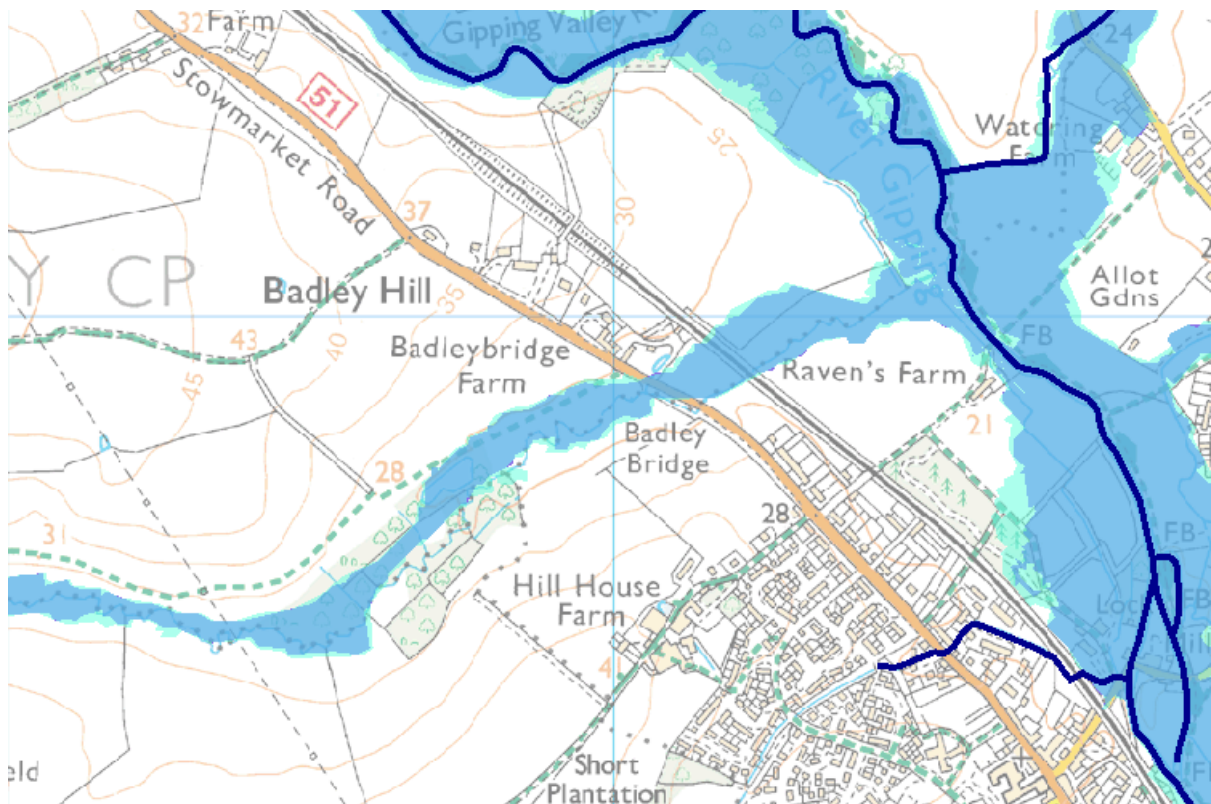 32
Farm
Gipping Valley R
24
51
Stowmarket Road
River Gipping
Watering
Farm
25
37
30
Y CP
Badley Hill
35
Allot
Gdns
43
40
45
Badleybridge
Farm
FB
Raven's Farm
21
Badley
Bridge
28
28
31
FB
Hill House
Farm
41
FB
Short
Plantation
eld